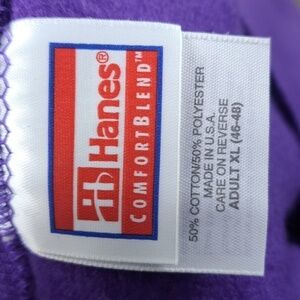 Hanes®
COMFORTBLEND™
50% COTTON/50% POLYESTER
MADE IN U.S.A.
CARE ON REVERSE
ADULT XL (46-48)